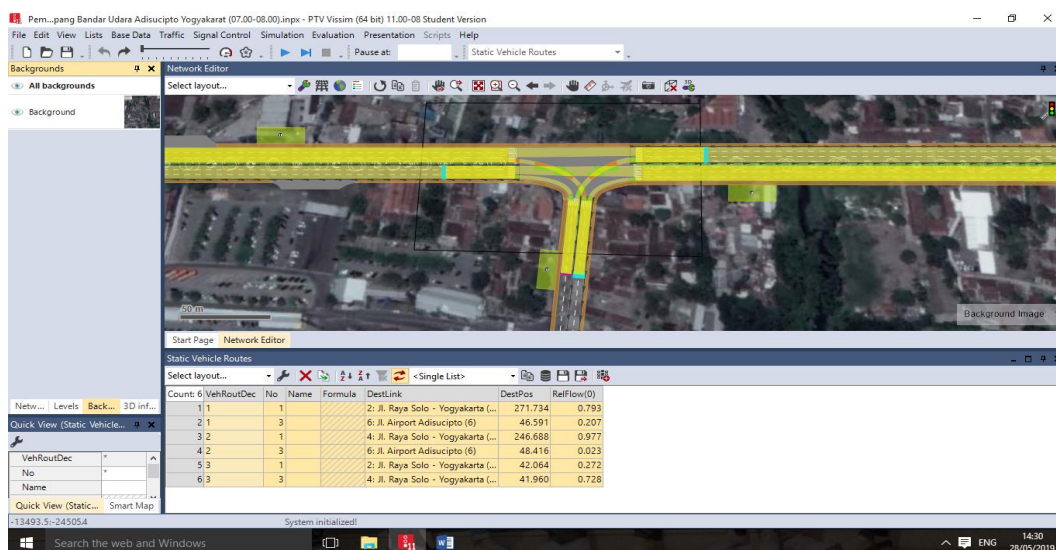 Pem...pang Bandar Udara Adisucipto Yogyakarat (07.00-08.00).inpx - PTV Vissim (64 bit) 11.00-08 Student Version
File Edit View Lists Base Data Traffic Signal Control Simulation Evaluation Presentation Scripts Help
Pause at: Static Vehicle Routes
Backgrounds
All backgrounds
Background
Network Editor
Select layout...
50 m
Background Image:
Start Page Network Editor
Static Vehicle Routes
Select layout... <Single List>
Count: 6 VehRoutDec No Name Formula DestLink DestPos RelFlow(0)
1 1 1 2: Jl. Raya Solo - Yogyakarta (... 271.734 0.793
2 1 3 6: Jl. Airport Adisucipto (6) 46.591 0.207
3 2 1 4: Jl. Raya Solo - Yogyakarta (... 246.688 0.977
4 2 3 6: Jl. Airport Adisucipto (6) 48.416 0.023
5 3 1 2: Jl. Raya Solo - Yogyakarta (... 42.064 0.272
6 3 3 4: Jl. Raya Solo - Yogyakarta (... 41.960 0.728
Netw... Levels Back... 3D inf...
Quick View (Static Vehicle...
VehRoutDec *
No *
Name
Quick View (Static... Smart Map
-13493.5:-24505.4 System initialized!
Search the web and Windows
ENG
14:30
28/05/2019